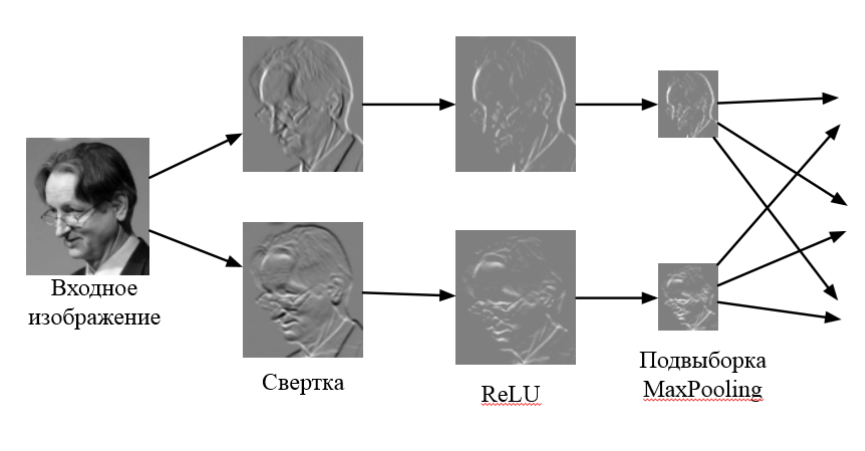 Входное
изображение
Свертка
ReLU
Подвыборка
MaxPooling